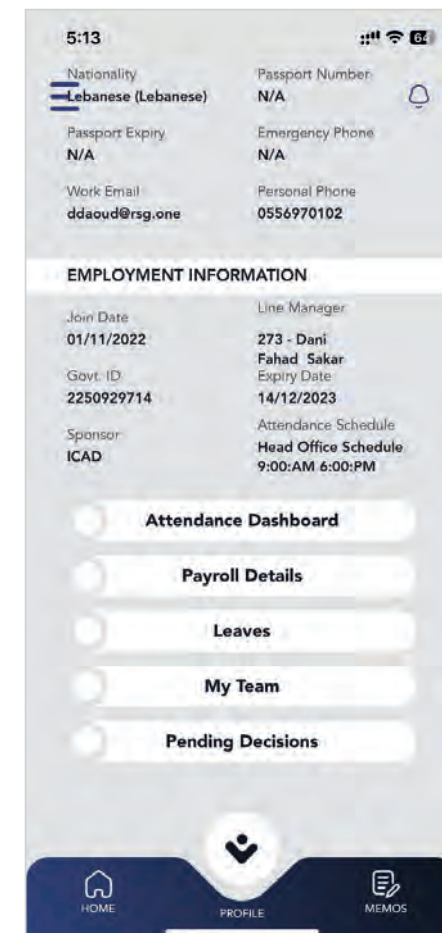 5:13
64
Nationality
Lebanese (Lebanese)
Passport Number
N/A
Passport Expiry
N/A
Emergency Phone
N/A
Work Email
ddaoud@rsg.one
Personal Phone
0556970102
EMPLOYMENT INFORMATION
Join Date
01/11/2022
Line Manager
273 - Dani
Fahad Sakar
Govt. ID
2250929714
Expiry Date
14/12/2023
Sponsor
ICAD
Attendance Schedule
Head Office Schedule
9:00:AM 6:00:PM
Attendance Dashboard
Payroll Details
Leaves
My Team
Pending Decisions
HOME
PROFILE
MEMOS